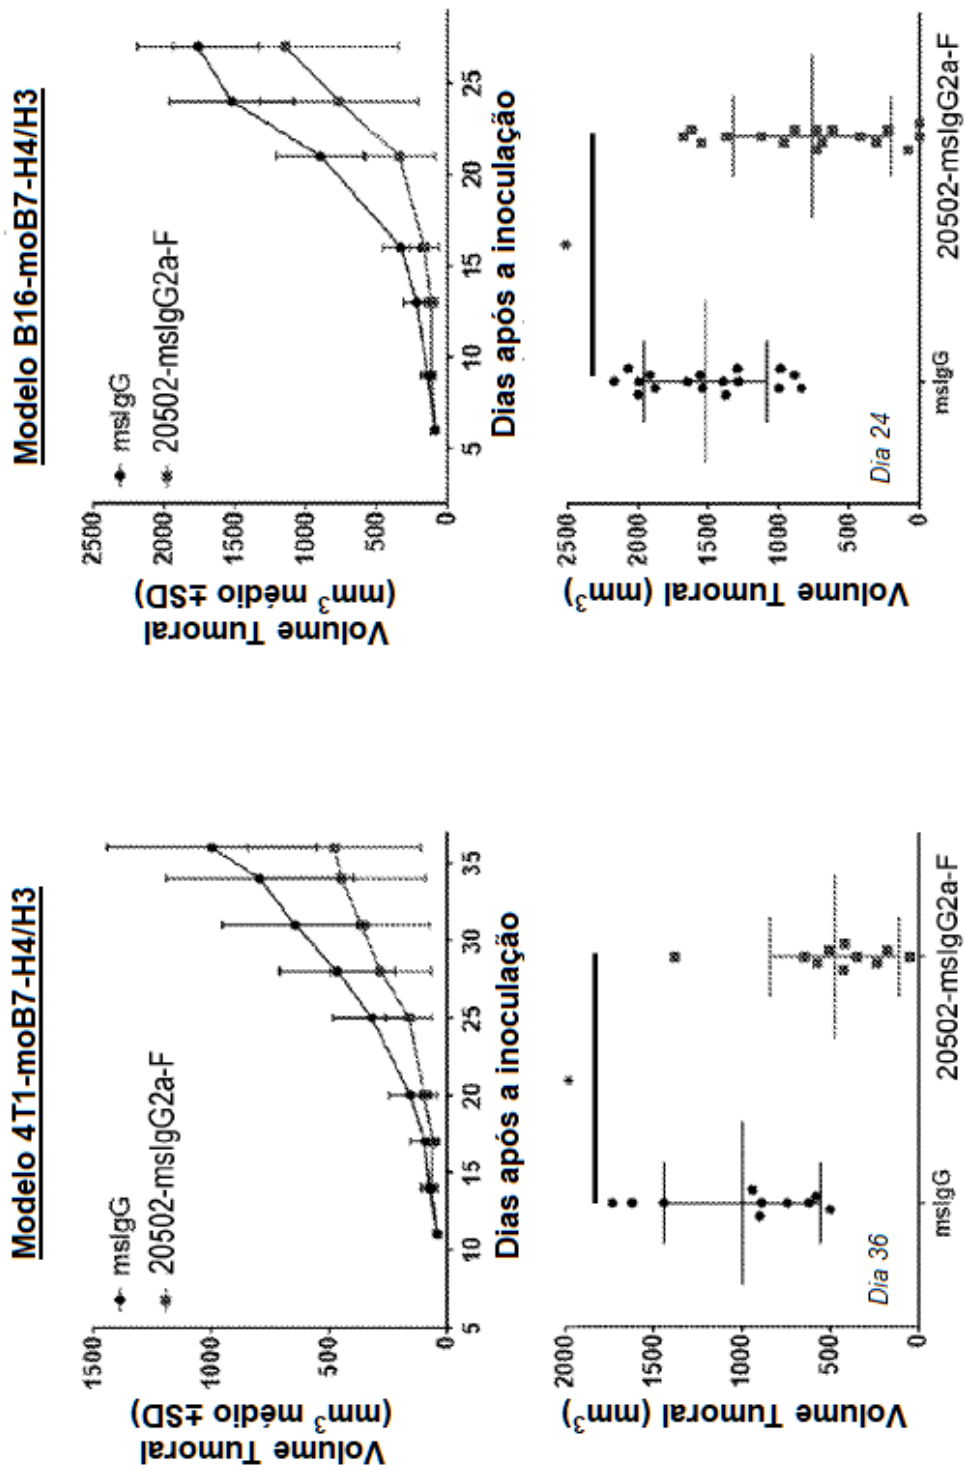 Modelo 4T1-moB7-H4/H3
Volume Tumoral
(mm³ médio ±SD)
1500
1000
500
0
msIgG
20502-msIgG2a-F
5
10
15
20
25
30
35
Dias após a inoculação
Volume Tumoral (mm³)
2000
1500
1000
500
0
*
Dia 36
msIgG
20502-msIgG2a-F
Modelo B16-moB7-H4/H3
Volume Tumoral
(mm³ médio ±SD)
2500
2000
1500
1000
500
0
msIgG
20502-msIgG2a-F
5
10
15
20
25
Dias após a inoculação
Volume Tumoral (mm³)
2500
2000
1500
1000
500
0
*
Dia 24
msIgG
20502-msIgG2a-F